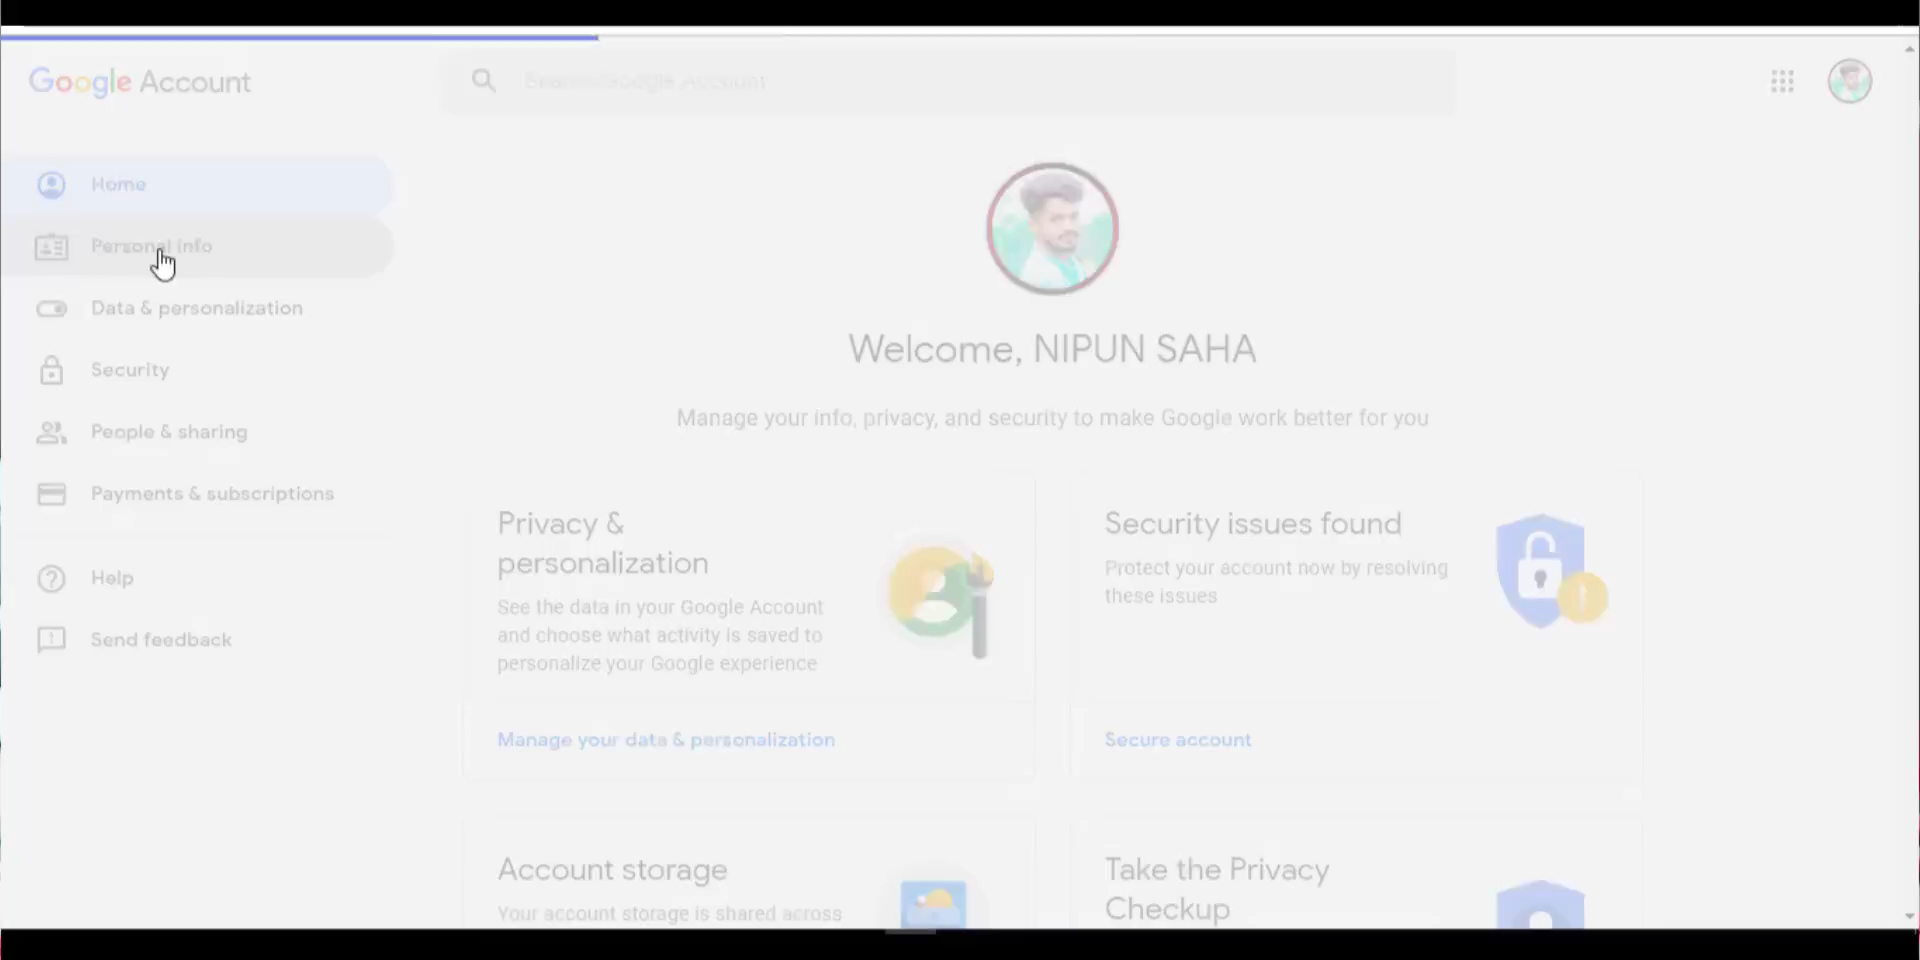 Google Account
Search Google Account
Home
Personal info
Data & personalization
Security
People & sharing
Payments & subscriptions
Help
Send feedback
Welcome, NIPUN SAHA
Manage your info, privacy, and security to make Google work better for you
Privacy &
personalization
See the data in your Google Account
and choose what activity is saved to
personalize your Google experience
Manage your data & personalization
Security issues found
Protect your account now by resolving
these issues
Secure account
Account storage
Your account storage is shared across
Take the Privacy
Checkup